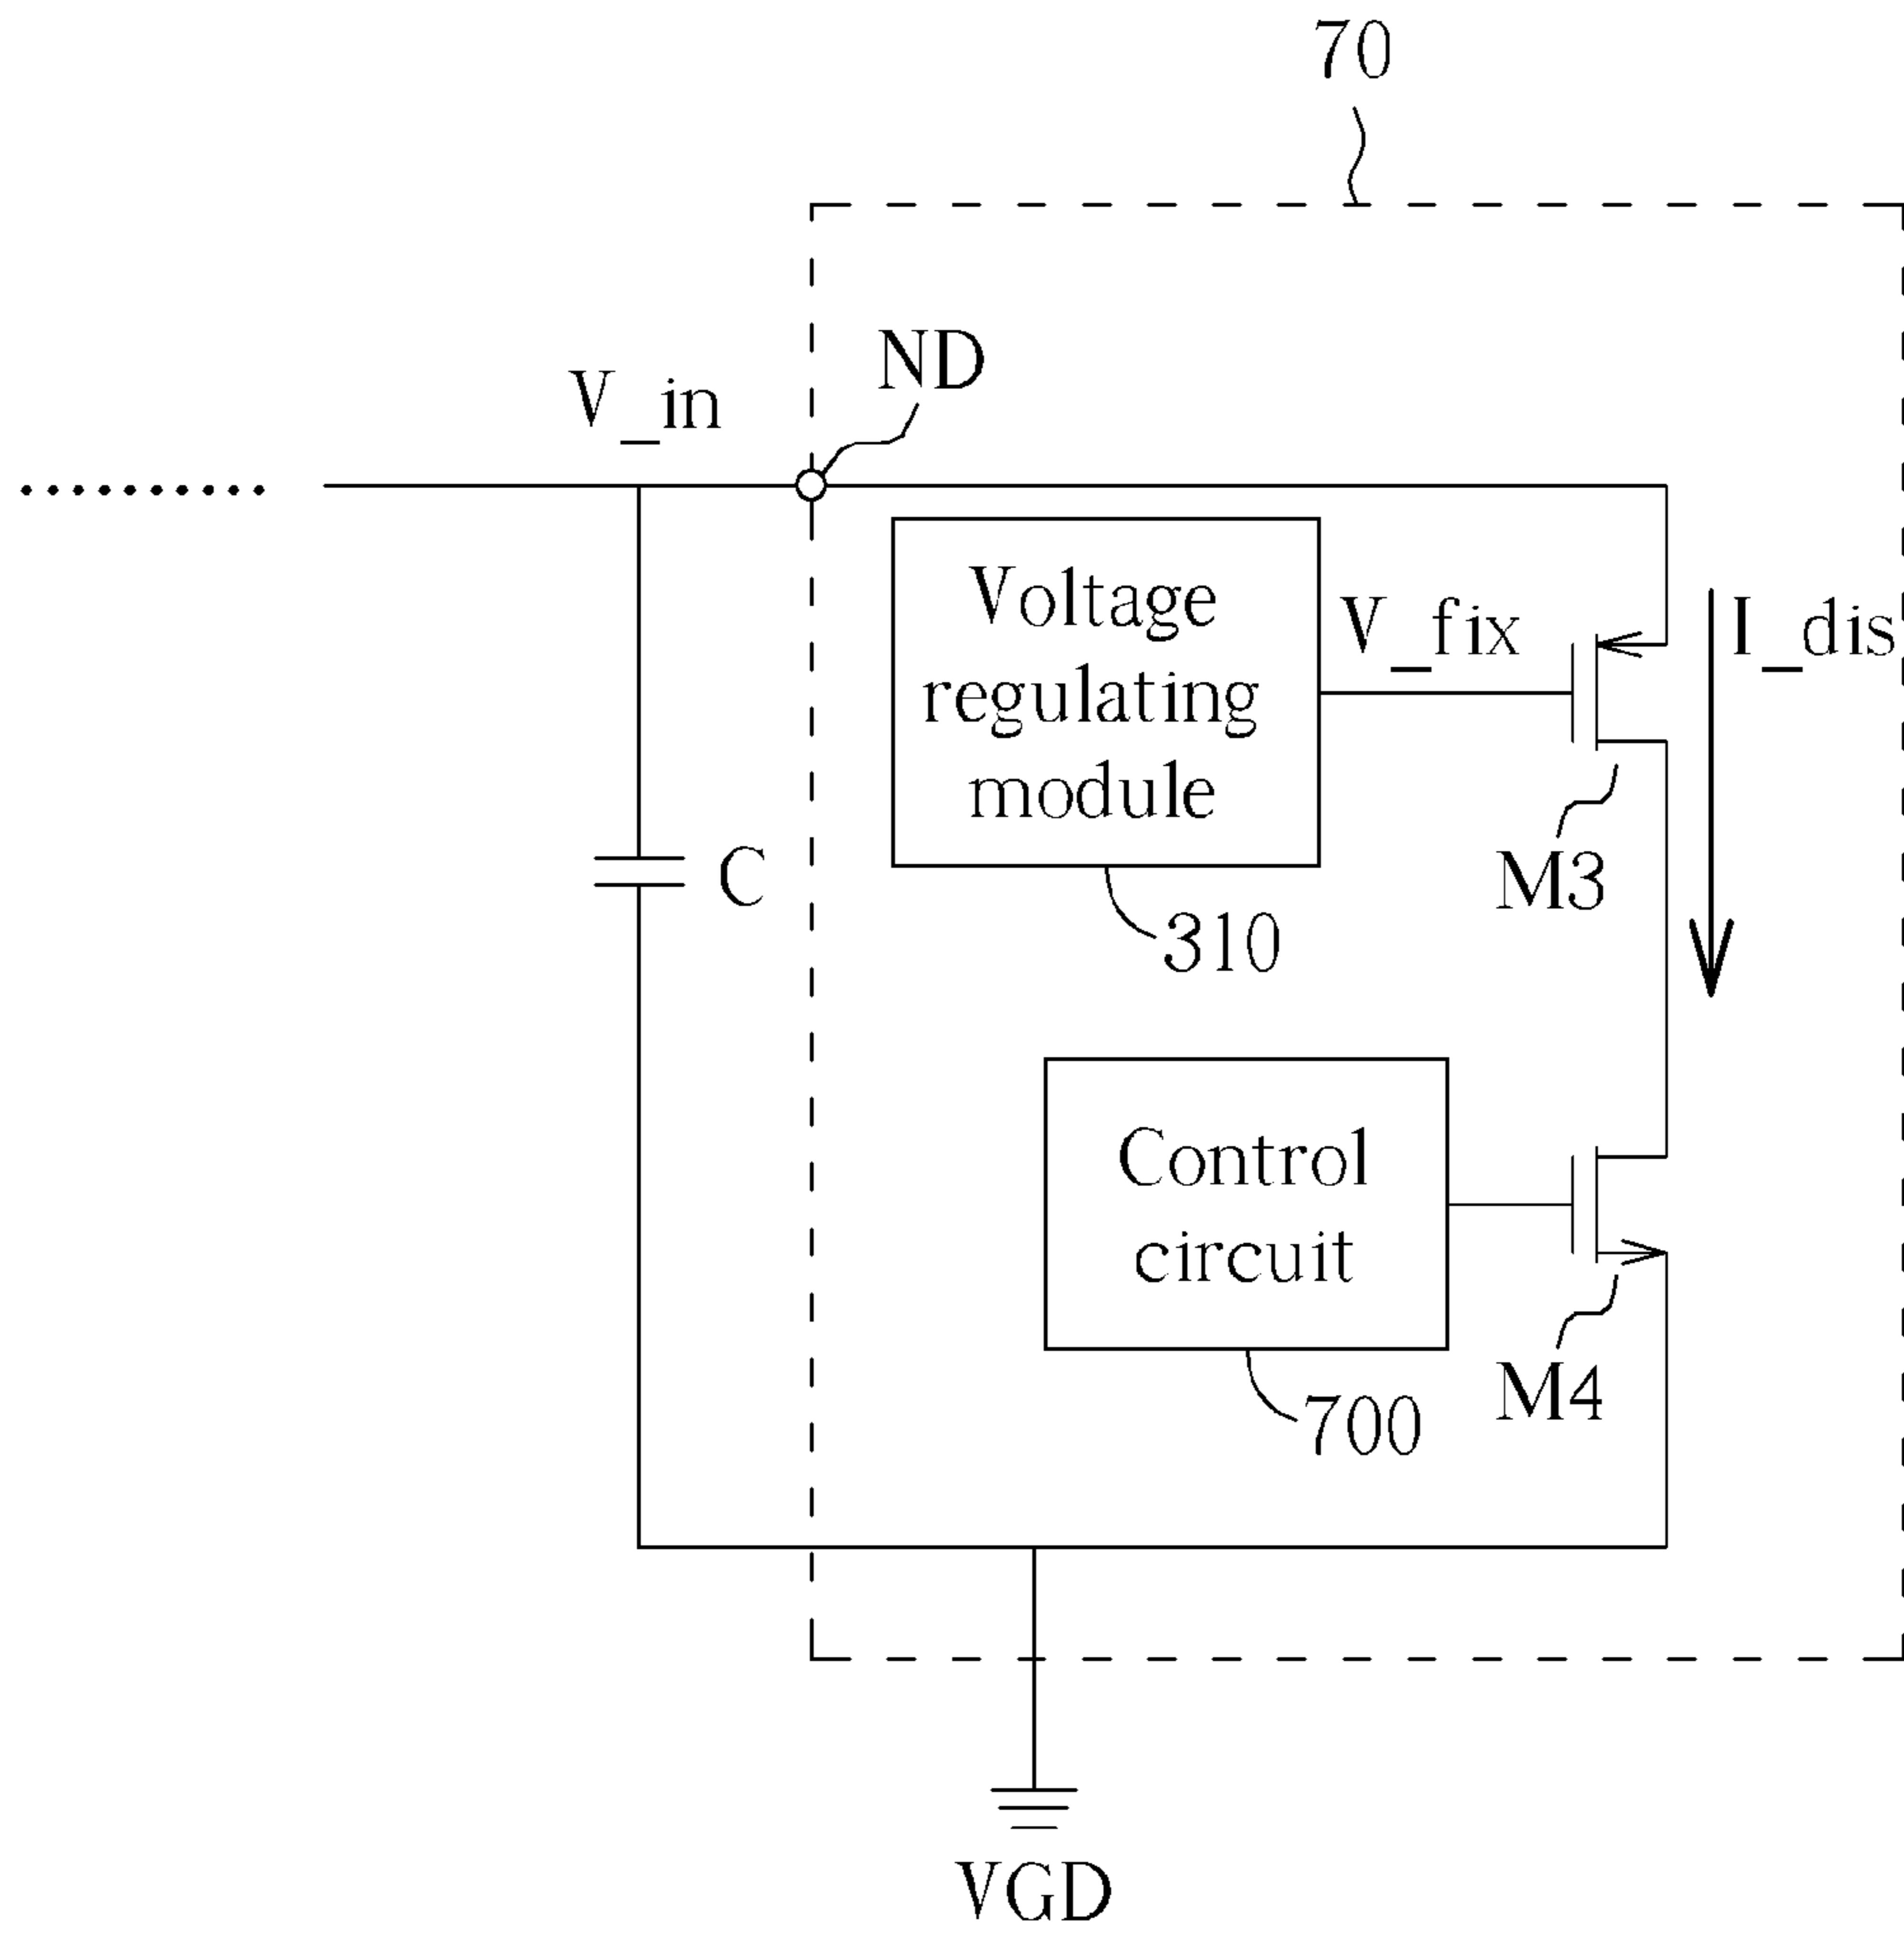 70
ND
V_in
Voltage
regulating
module
V_fix
I_dis
M3
C
310
Control
circuit
M4
700
VGD